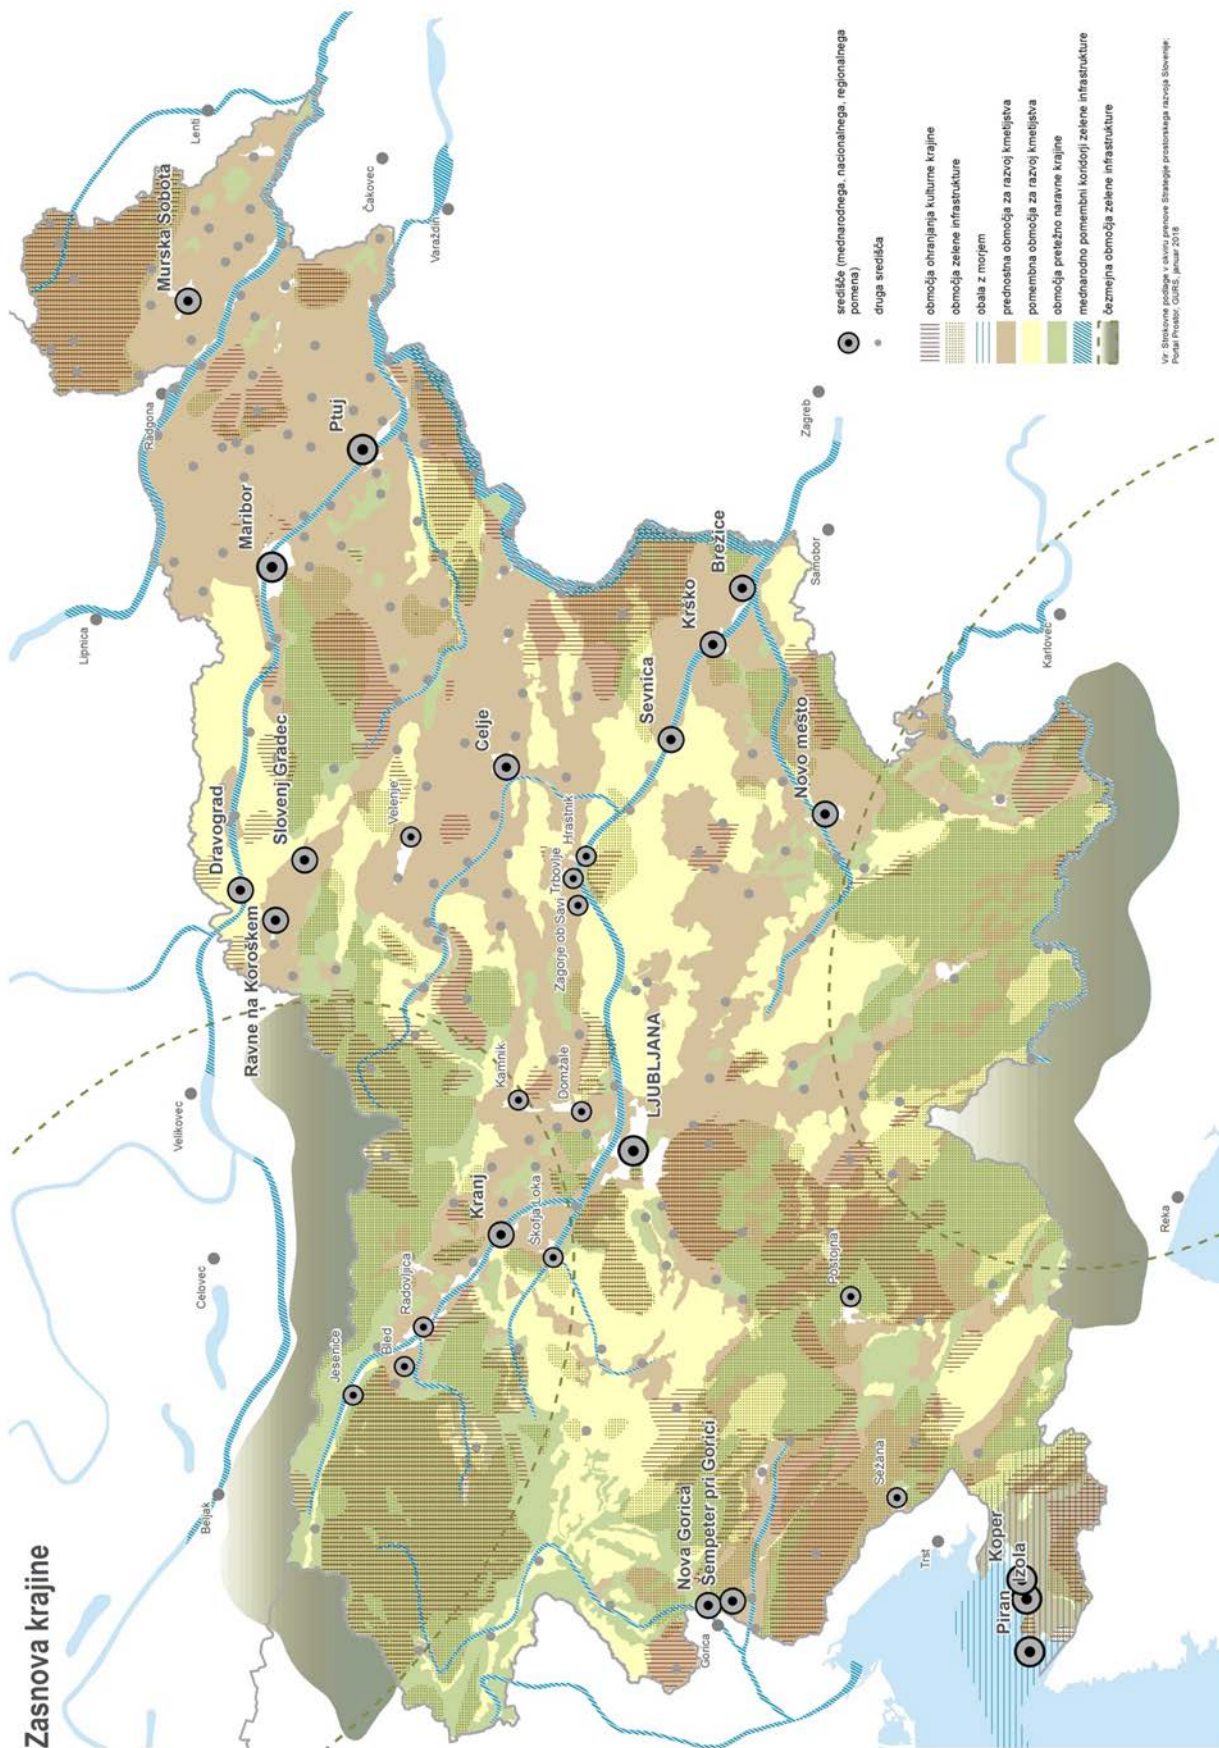 Zasnova krajine
Beljak
Celovec
Velikovec
Lipnica
Radgona
Lenti
Čakovec
Varaždin
Zagreb
Samobor
Karlovec
Reka
Trst
Gorica
Murska Sobota
Ptuj
Maribor
Dravograd
Slovenj Gradec
Ravne na Koroškem
Velenje
Celje
Hrastnik
Trbovlje
Zagorje ob Savi
Sevnica
Krško
Brežice
Novo mesto
Kamnik
Domžale
LJUBLJANA
Kranj
Škofja Loka
Radovljica
Bled
Jesenice
Postojna
Sežana
Nova Gorica
Šempeter pri Gorici
Koper
Izola
Piran
središče (mednarodnega, nacionalnega, regionalnega
pomena)
druga središča
območja ohranjanja kulturne krajine
območja zelene infrastrukture
obala z morjem
prednostna območja za razvoj kmetijstva
pomembna območja za razvoj kmetijstva
območja pretežno naravne krajine
mednarodno pomembni koridorji zelene infrastrukture
čezmejna območja zelene infrastrukture
Vir: Strokovne podlage v okviru prenove Strategije prostorskega razvoja Slovenije;
Portal Prostor, GURS, januar 2018